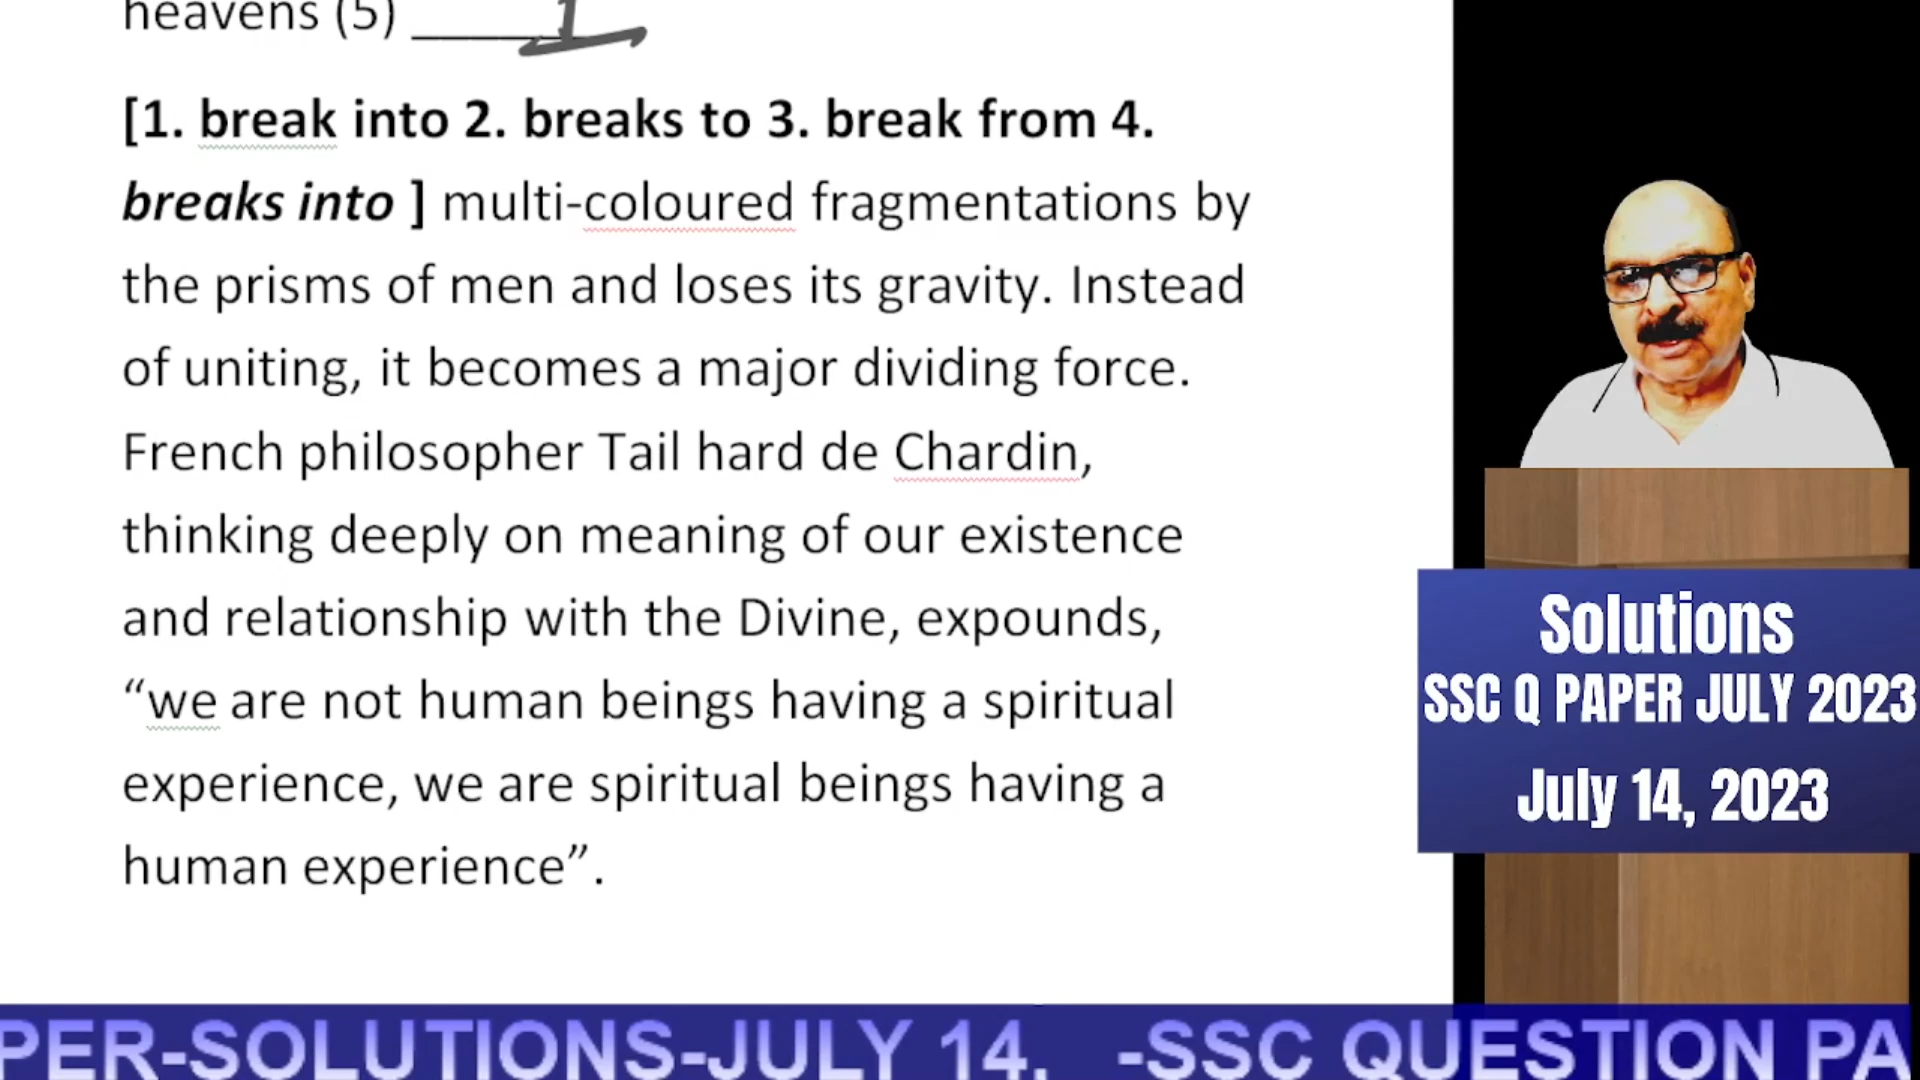 heavens (5) ______
[1. break into 2. breaks to 3. break from 4.
breaks into ] multi-coloured fragmentations by
the prisms of men and loses its gravity. Instead
of uniting, it becomes a major dividing force.
French philosopher Tail hard de Chardin,
thinking deeply on meaning of our existence
and relationship with the Divine, expounds,
“we are not human beings having a spiritual
experience, we are spiritual beings having a
human experience”.
Solutions
SSC Q PAPER JULY 2023
July 14, 2023
PER-SOLUTIONS-JULY 14. -SSC QUESTION PA